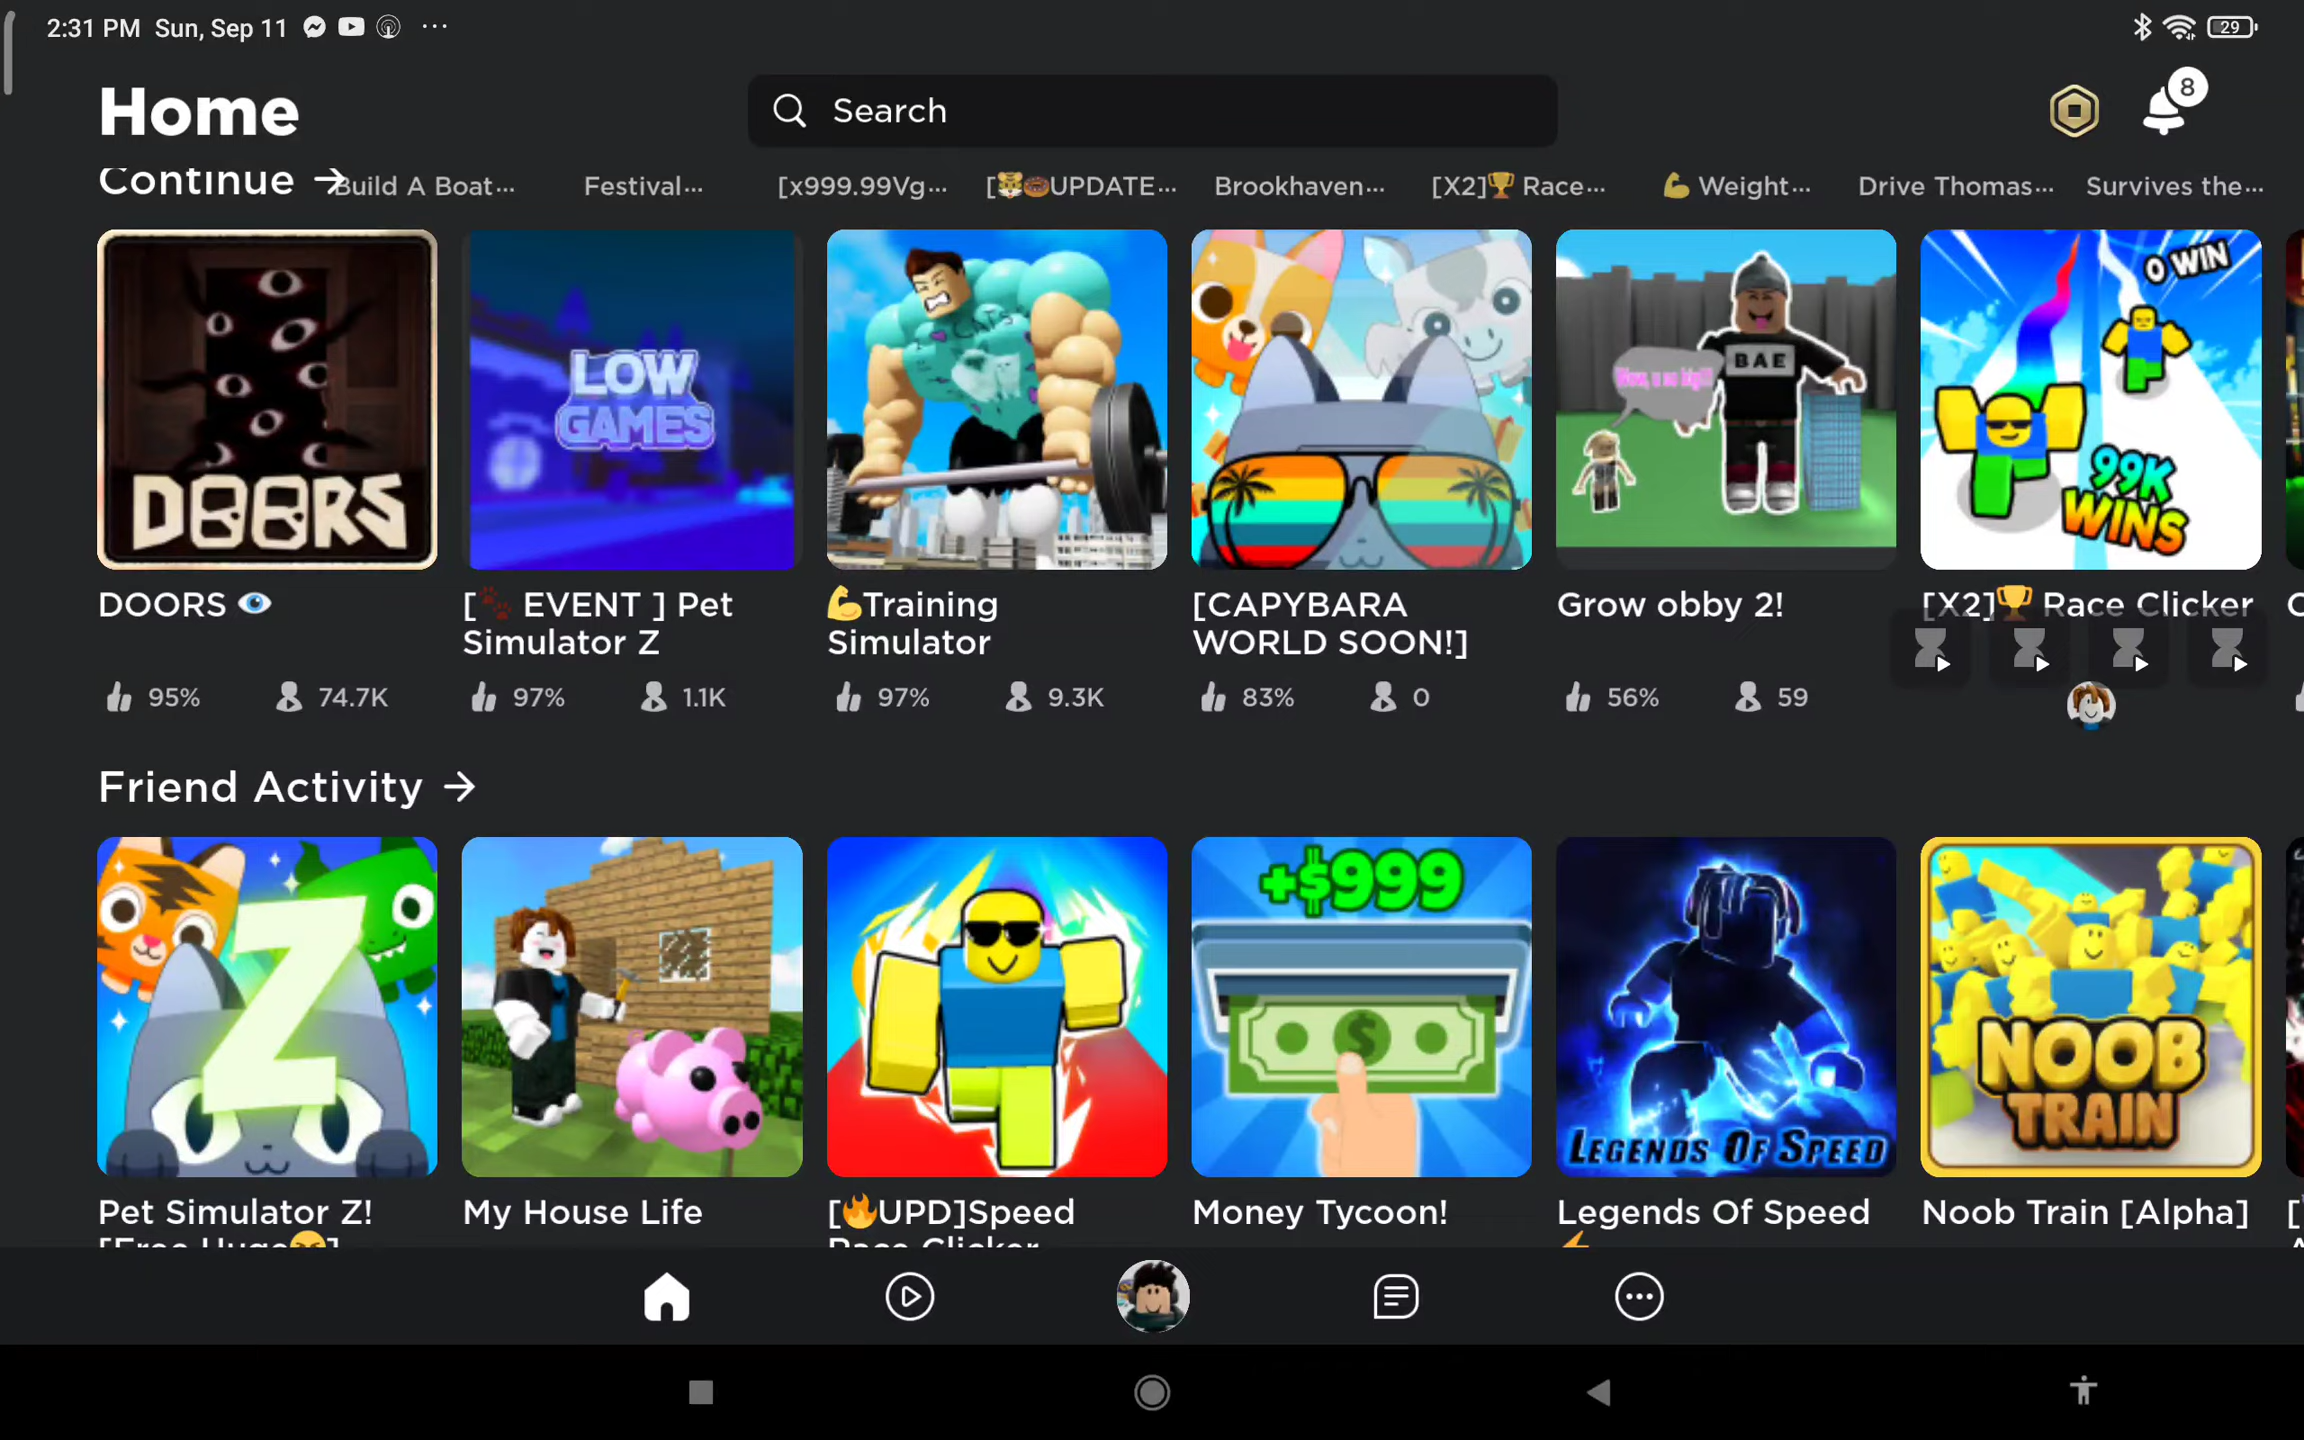 2:31 PM Sun, Sep 11
29
Home
Search
8
Continue
Build A Boat...
Festival...
[x999.99Vg...
[🐯🍩UPDATE...
Brookhaven...
[X2]🏆 Race...
💪 Weight...
Drive Thomas...
Survives the...
DOORS
LOW
GAMES
BAE
0 WIN
99K
WINS
DOORS 👁
[🐾 EVENT ] Pet
Simulator Z
💪Training
Simulator
[CAPYBARA
WORLD SOON!]
Grow obby 2!
[X2]🏆 Race Clicker
95%
74.7K
97%
1.1K
97%
9.3K
83%
0
56%
59
Friend Activity
Z
+$999
$
LEGENDS OF SPEED
NOOB
TRAIN
Pet Simulator Z!
[Free Huge😠]
My House Life
[🔥UPD]Speed
Race Clicker
Money Tycoon!
Legends Of Speed
⚡
Noob Train [Alpha]